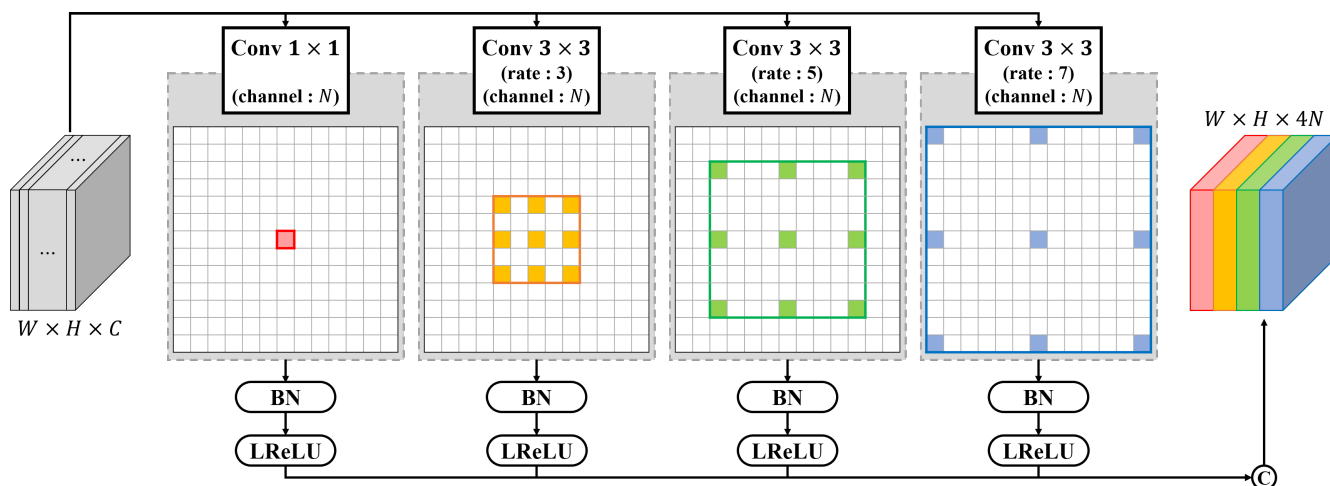 Conv 1 × 1
(channel : N)
Conv 3 × 3
(rate : 3)
(channel : N)
Conv 3 × 3
(rate : 5)
(channel : N)
Conv 3 × 3
(rate : 7)
(channel : N)
...
...
W × H × C
W × H × 4N
BN
BN
BN
BN
LReLU
LReLU
LReLU
LReLU
C